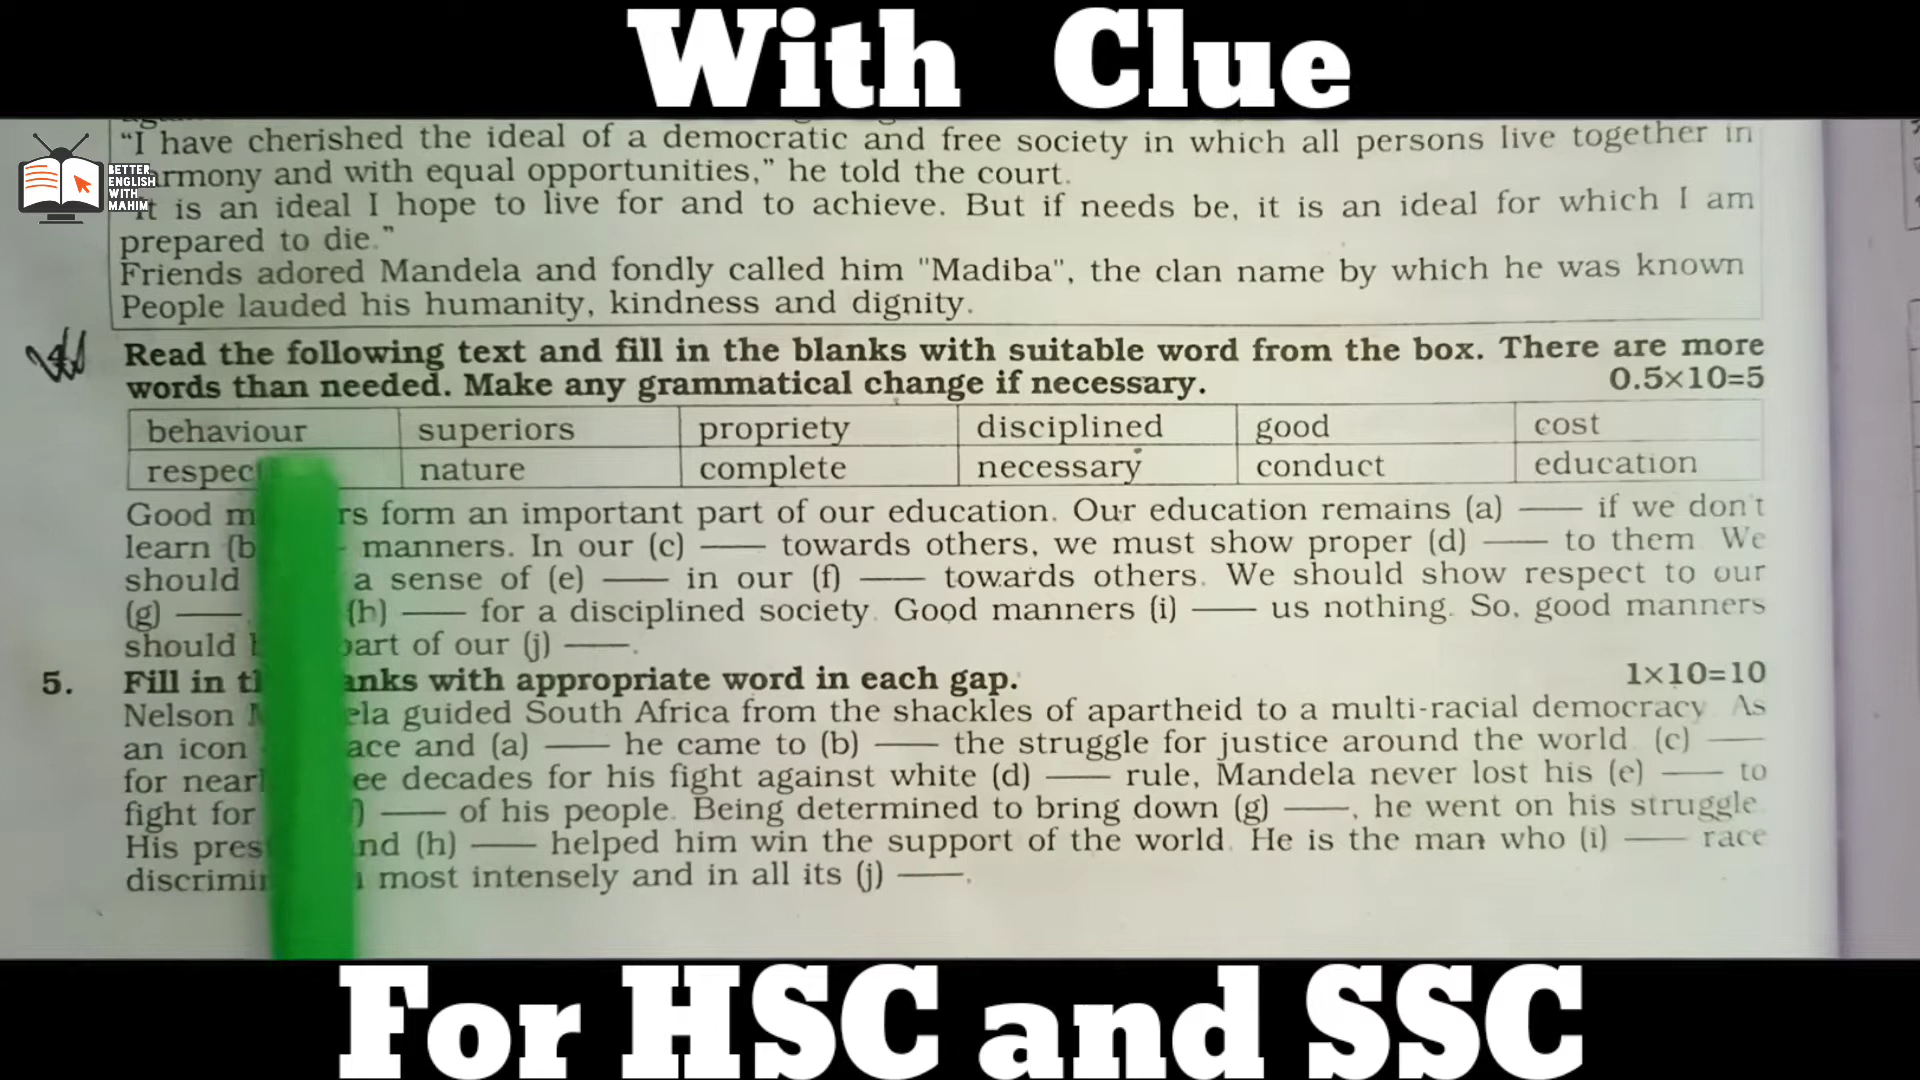 With Clue
"I have cherished the ideal of a democratic and free society in which all persons live together in
armony and with equal opportunities," he told the court.
It is an ideal I hope to live for and to achieve. But if needs be, it is an ideal for which I am
prepared to die."
Friends adored Mandela and fondly called him "Madiba", the clan name by which he was known
People lauded his humanity, kindness and dignity.
BETTER
ENGLISH
WITH
MAHIM
Read the following text and fill in the blanks with suitable word from the box. There are more
words than needed. Make any grammatical change if necessary. 0.5×10=5
behaviour superiors propriety disciplined good cost
respec nature complete necessary conduct education
Good m rs form an important part of our education. Our education remains (a) —— if we don't
learn (b - manners. In our (c) —— towards others, we must show proper (d) —— to them We
should a sense of (e) —— in our (f) —— towards others. We should show respect to our
(g) —— (h) —— for a disciplined society. Good manners (i) —— us nothing. So, good manners
should b part of our (j) ——.
5. Fill in th anks with appropriate word in each gap. 1×10=10
Nelson M ela guided South Africa from the shackles of apartheid to a multi-racial democracy As
an icon ace and (a) —— he came to (b) —— the struggle for justice around the world (c) ——
for nearl ee decades for his fight against white (d) —— rule, Mandela never lost his (e) —— to
fight for ) —— of his people. Being determined to bring down (g) ——, he went on his struggle
His pres nd (h) —— helped him win the support of the world. He is the man who (i) —— race
discrimin most intensely and in all its (j) ——.
For HSC and SSC